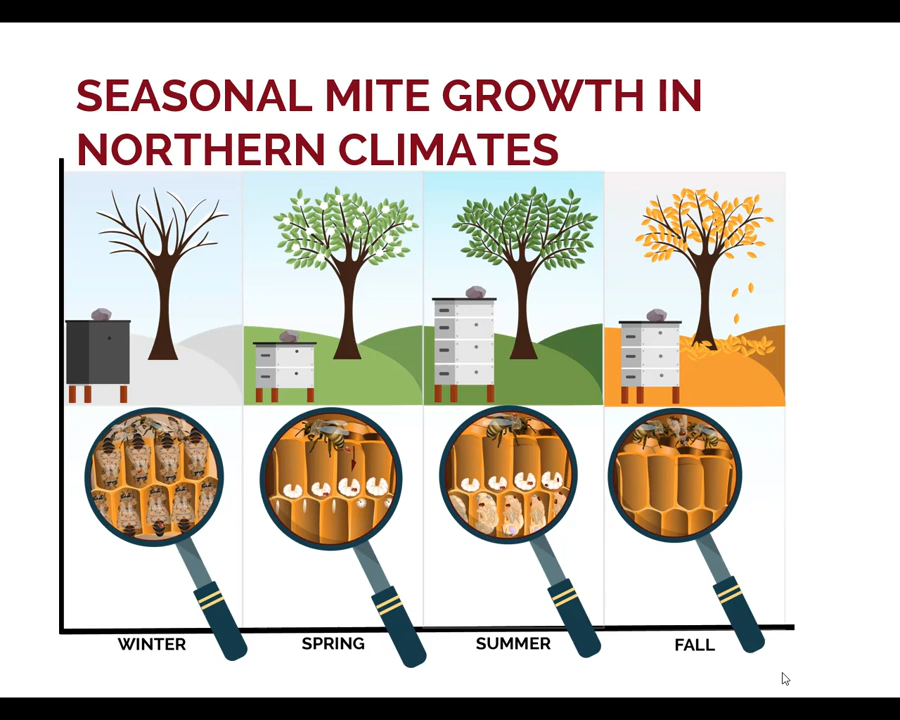 SEASONAL MITE GROWTH IN
NORTHERN CLIMATES
WINTER
SPRING
SUMMER
FALL